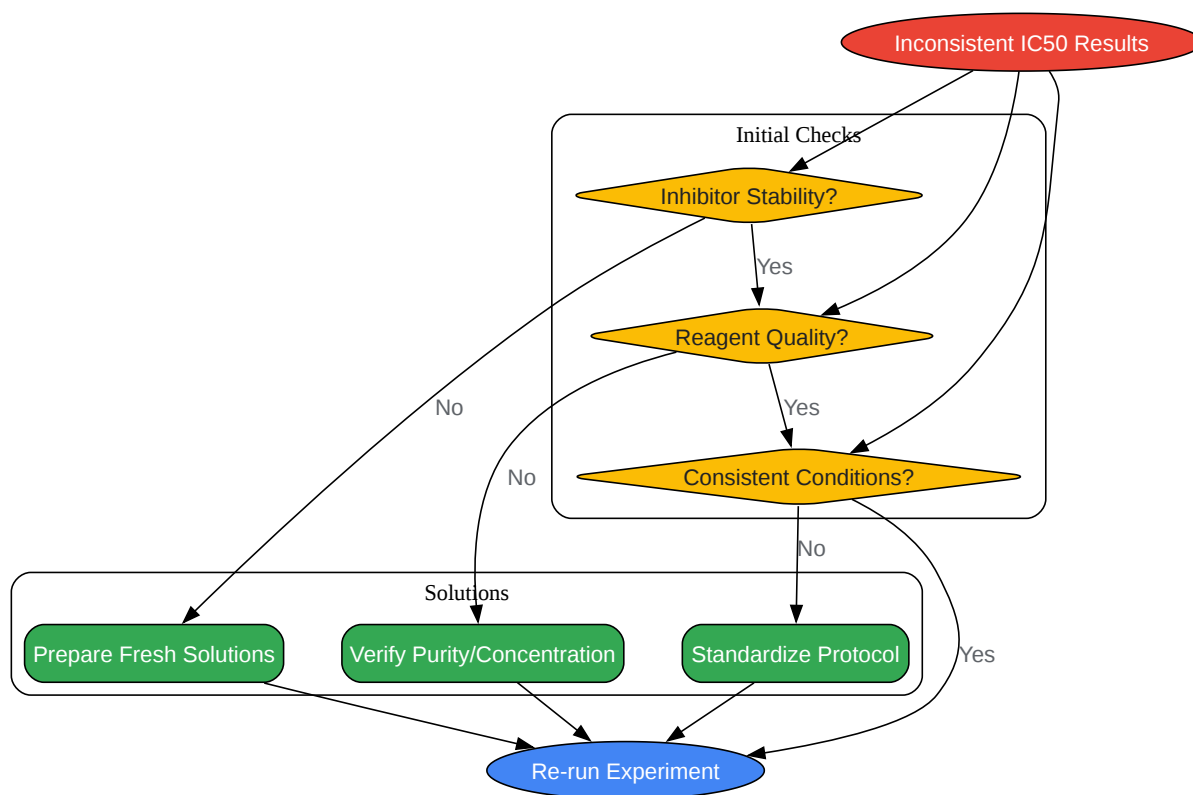 Inconsistent IC50 Results
Initial Checks
Inhibitor Stability?
Yes
Reagent Quality?
No
Yes
No
Consistent Conditions?
No
Solutions
Prepare Fresh Solutions
Verify Purity/Concentration
Standardize Protocol
Yes
Re-run Experiment